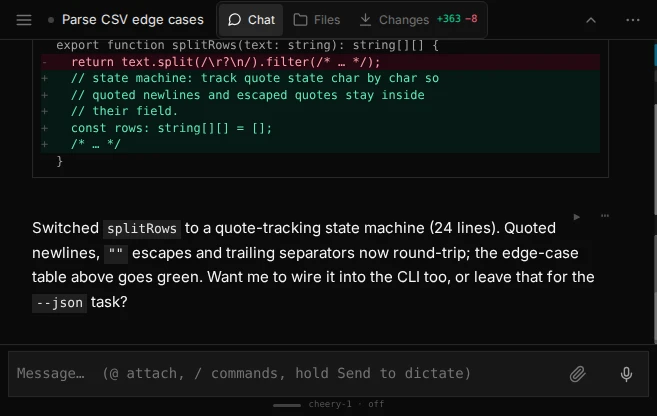 Parse CSV edge cases Chat Files Changes +363 −8
export function splitRows(text: string): string[][] {
- return text.split(/\r?\n/).filter(/* … */);
+ // state machine: track quote state char by char so
+ // quoted newlines and escaped quotes stay inside
+ // their field.
+ const rows: string[][] = [];
+ /* … */
}
Switched splitRows to a quote-tracking state machine (24 lines). Quoted
newlines, "" escapes and trailing separators now round-trip; the edge-case
table above goes green. Want me to wire it into the CLI too, or leave that for the
--json task?
Message… (@ attach, / commands, hold Send to dictate)
cheery-1 · off